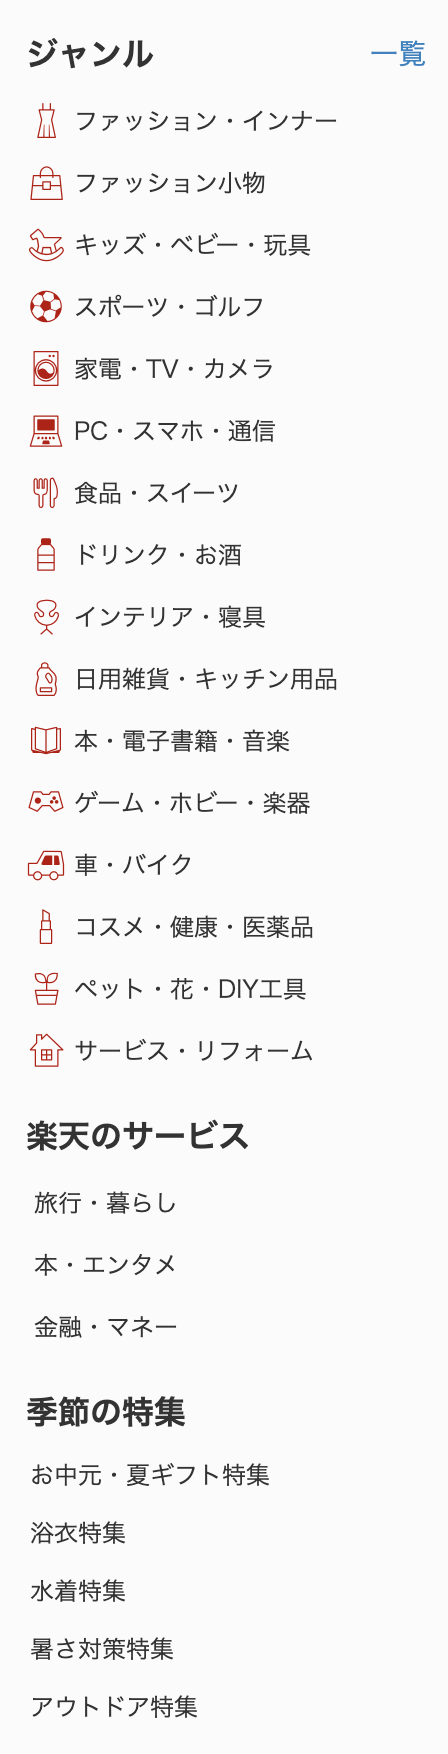 ジャンル 一覧
ファッション・インナー
ファッション小物
キッズ・ベビー・玩具
スポーツ・ゴルフ
家電・TV・カメラ
PC・スマホ・通信
食品・スイーツ
ドリンク・お酒
インテリア・寝具
日用雑貨・キッチン用品
本・電子書籍・音楽
ゲーム・ホビー・楽器
車・バイク
コスメ・健康・医薬品
ペット・花・DIY工具
サービス・リフォーム
楽天のサービス
旅行・暮らし
本・エンタメ
金融・マネー
季節の特集
お中元・夏ギフト特集
浴衣特集
水着特集
暑さ対策特集
アウトドア特集